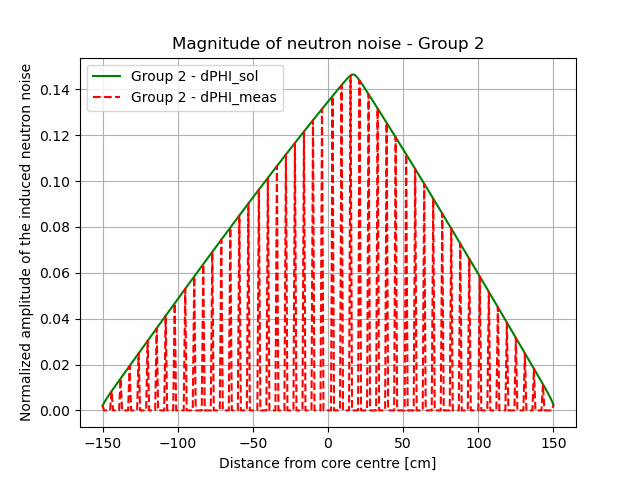 Magnitude of neutron noise - Group 2
Group 2 - dPHI_sol
Group 2 - dPHI_meas
Normalized amplitude of the induced neutron noise
0.14
0.12
0.10
0.08
0.06
0.04
0.02
0.00
−150 −100 −50 0 50 100 150
Distance from core centre [cm]